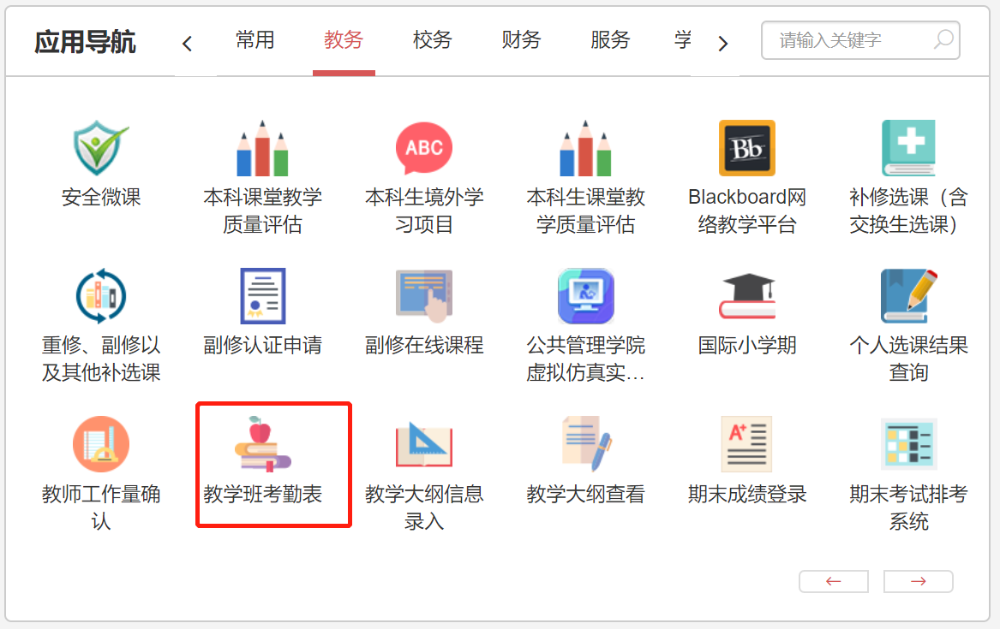 应用导航
常用
教务
校务
财务
服务
学
请输入关键字
安全微课
本科课堂教学
质量评估
ABC
本科生境外学
习项目
本科生课堂教
学质量评估
Bb
Blackboard网
络教学平台
补修选课（含
交换生选课）
重修、副修以
及其他补选课
副修认证申请
副修在线课程
公共管理学院
虚拟仿真实…
国际小学期
个人选课结果
查询
教师工作量确
认
教学班考勤表
教学大纲信息
录入
教学大纲查看
A+
期末成绩登录
期末考试排考
系统